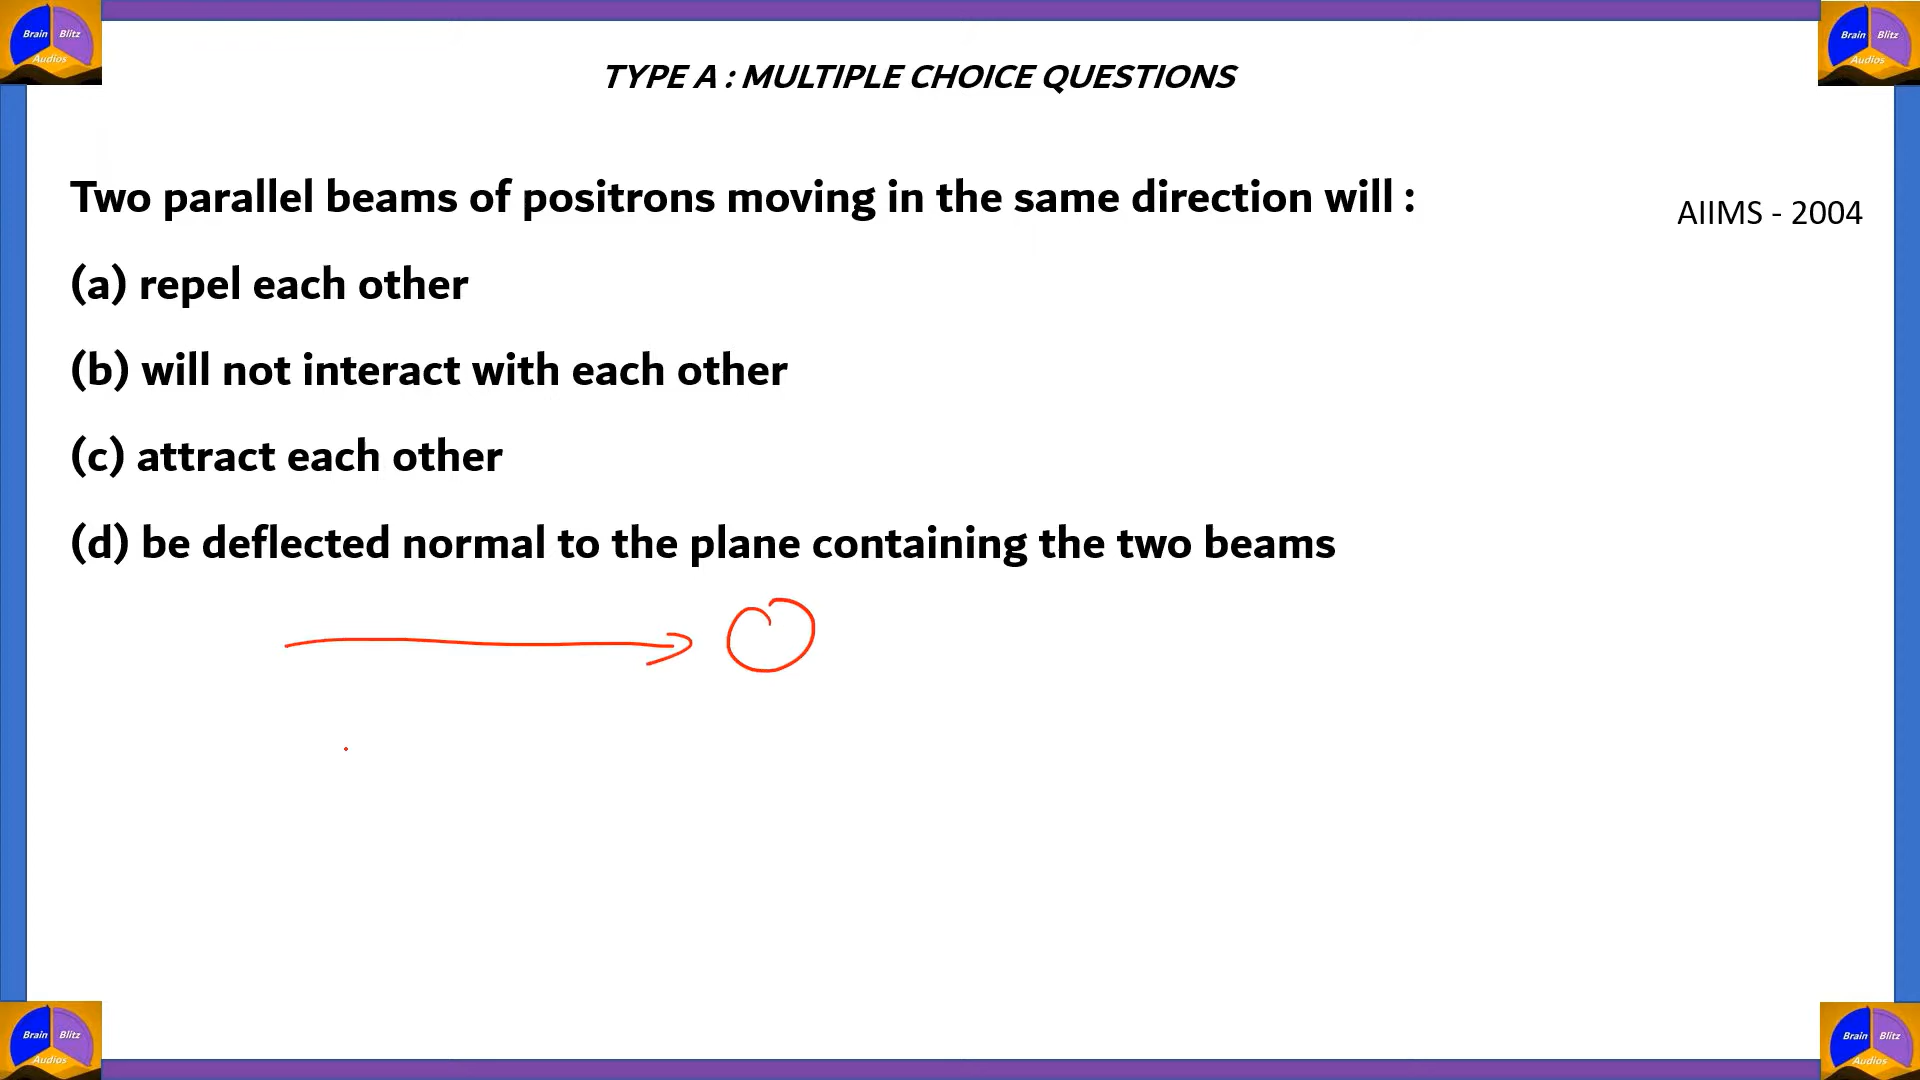 Brain Blitz
Audios
Brain Blitz
Audios
TYPE A : MULTIPLE CHOICE QUESTIONS
Two parallel beams of positrons moving in the same direction will :
AIIMS - 2004
(a) repel each other
(b) will not interact with each other
(c) attract each other
(d) be deflected normal to the plane containing the two beams
Brain Blitz
Audios
Brain Blitz
Audios